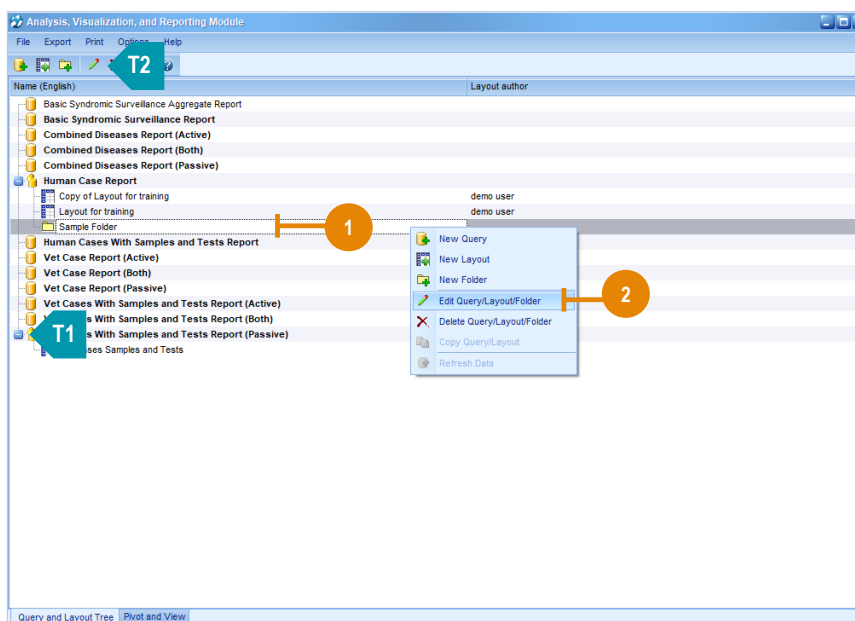 Analysis, Visualization, and Reporting Module
File Export Print Options Help
T2
Name (English) Layout author
Basic Syndromic Surveillance Aggregate Report
Basic Syndromic Surveillance Report
Combined Diseases Report (Active)
Combined Diseases Report (Both)
Combined Diseases Report (Passive)
Human Case Report
Copy of Layout for training demo user
Layout for training demo user
Sample Folder
1
Human Cases With Samples and Tests Report
New Query
Vet Case Report (Active)
New Layout
Vet Case Report (Both)
New Folder
Vet Case Report (Passive)
Edit Query/Layout/Folder
2
Vet Cases With Samples and Tests Report (Active)
Delete Query/Layout/Folder
With Samples and Tests Report (Both)
T1
With Samples and Tests Report (Passive)
Copy Query/Layout
Samples and Tests
Refresh Data
Query and Layout Tree Pivot and View